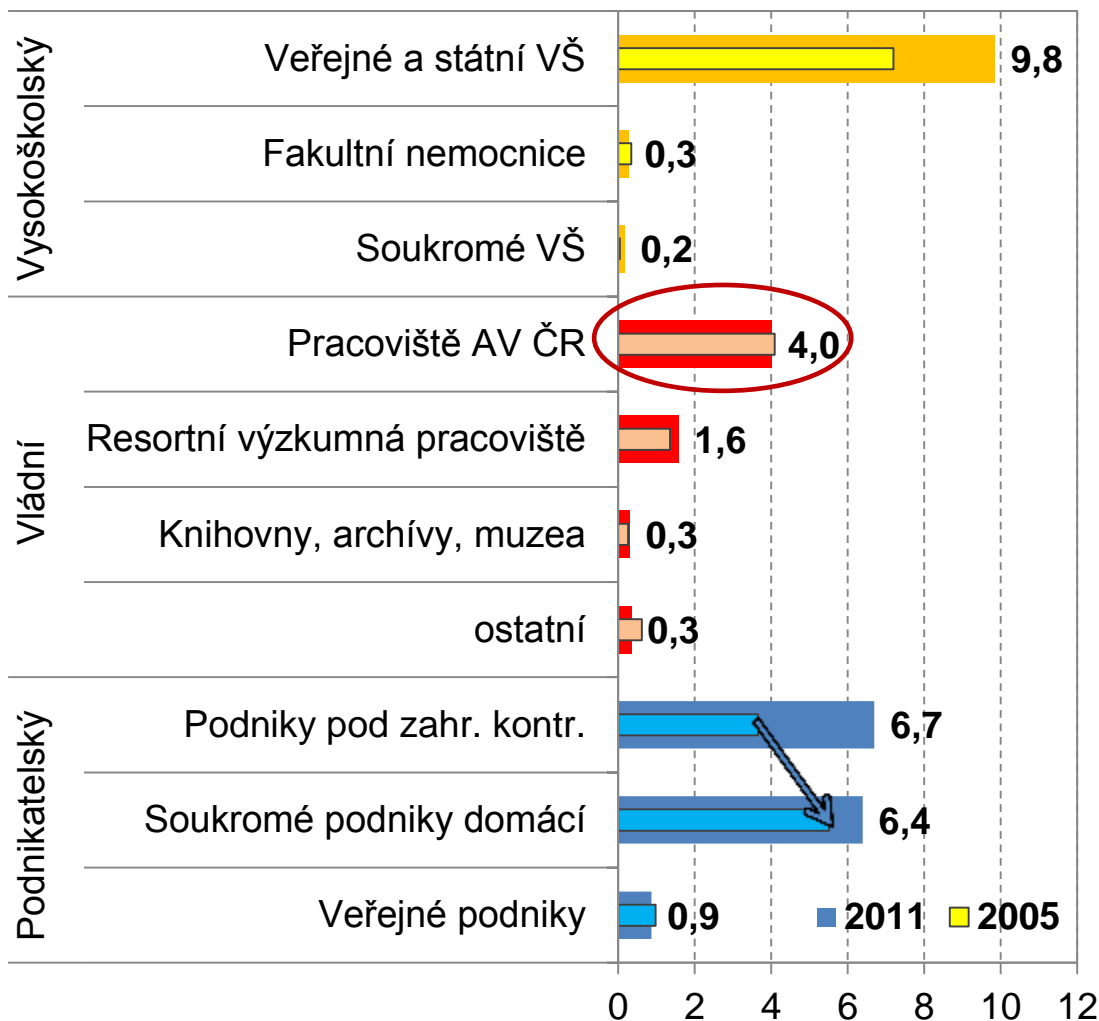 Vysokoškolský
Veřejné a státní VŠ
9,8
Fakultní nemocnice
0,3
Soukromé VŠ
0,2
Vládní
Pracoviště AV ČR
4,0
Resortní výzkumná pracoviště
1,6
Knihovny, archívy, muzea
0,3
ostatní
0,3
Podnikatelský
Podniky pod zahr. kontr.
6,7
Soukromé podniky domácí
6,4
Veřejné podniky
0,9
2011
2005
0 2 4 6 8 10 12